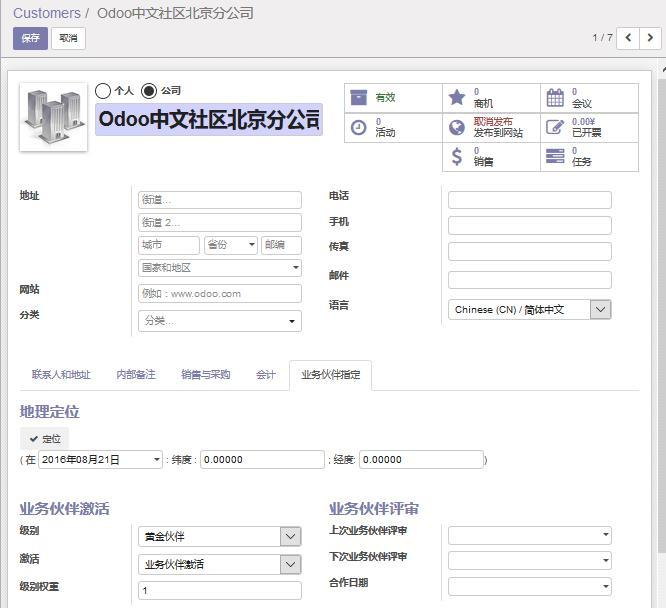 Customers / Odoo中文社区北京分公司
保存 取消 1 / 7
个人 公司
Odoo中文社区北京分公司
有效 0 商机 0 会议
0 活动 取消发布 发布到网站 0.00¥ 已开票
0 销售 0 任务
地址 街道... 电话
街道 2... 手机
城市 省份 邮编 传真
国家和地区 邮件
网站 例如：www.odoo.com
语言 Chinese (CN) / 简体中文
分类 分类...
联系人和地址 内部备注 销售与采购 会计 业务伙伴指定
地理定位
定位
( 在 2016年08月21日 : 纬度 : 0.00000 ; 经度: 0.00000 )
业务伙伴激活 业务伙伴评审
级别 黄金伙伴 上次业务伙伴评审
激活 业务伙伴激活 下次业务伙伴评审
级别权重 1 合作日期